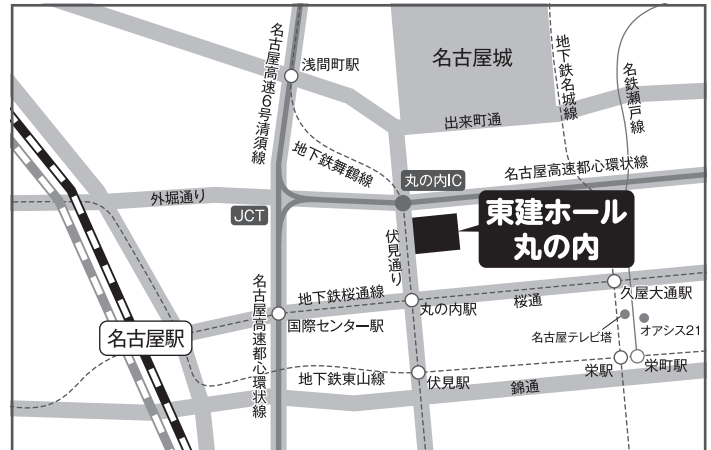 名古屋高速6号清須線
浅間町駅
名古屋城
地下鉄名城線
名鉄瀬戸線
出来町通
地下鉄舞鶴線
丸の内IC
名古屋高速都心環状線
外堀通り
JCT
東建ホール
丸の内
伏見通り
名古屋高速都心環状線
地下鉄桜通線
国際センター駅
丸の内駅
桜通
久屋大通駅
名古屋テレビ塔
オアシス21
名古屋駅
地下鉄東山線
伏見駅
錦通
栄駅
栄町駅